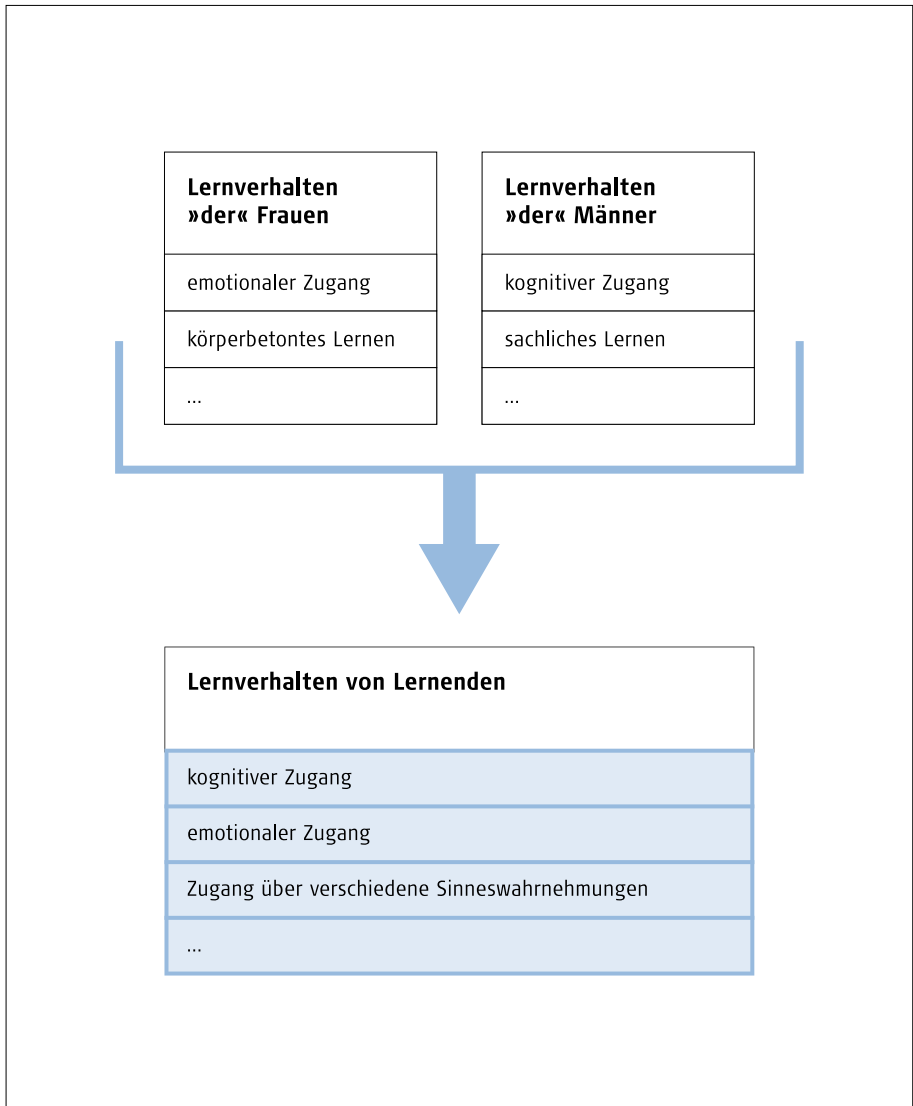 Lernverhalten
»der« Frauen
emotionaler Zugang
körperbetontes Lernen
...
Lernverhalten
»der« Männer
kognitiver Zugang
sachliches Lernen
...
Lernverhalten von Lernenden
kognitiver Zugang
emotionaler Zugang
Zugang über verschiedene Sinneswahrnehmungen
...